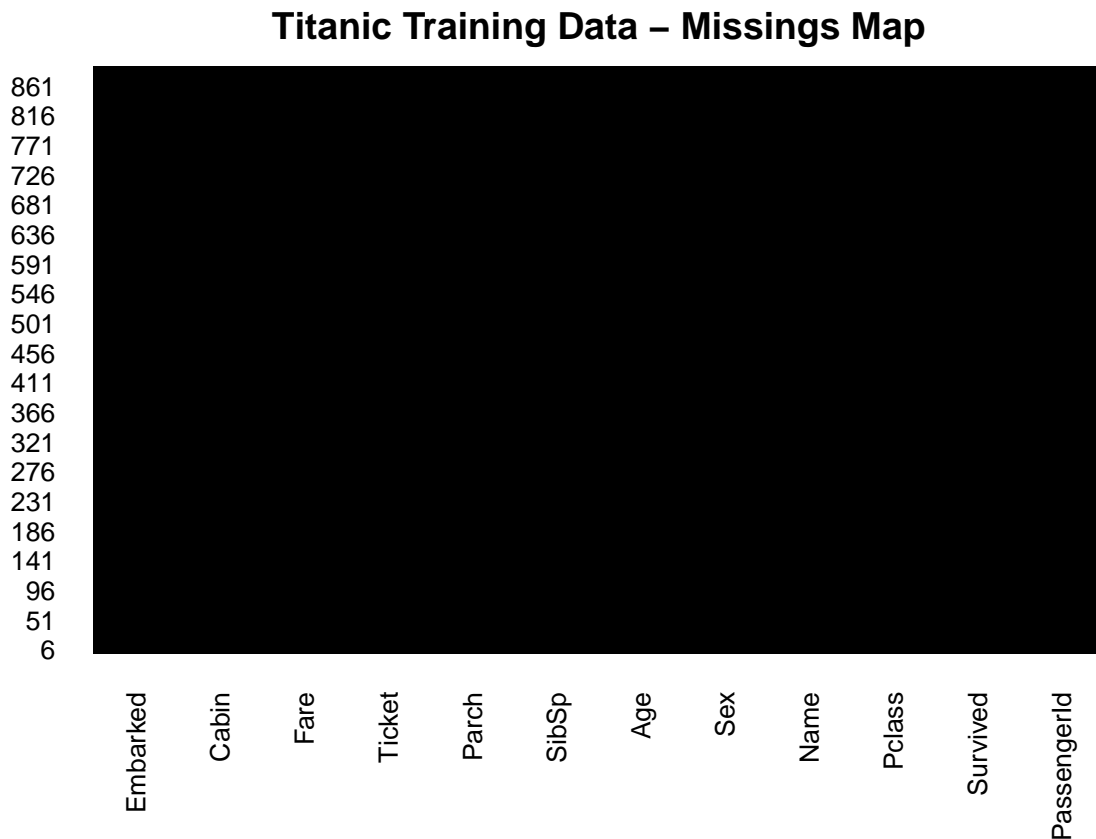 Titanic Training Data – Missings Map
861
816
771
726
681
636
591
546
501
456
411
366
321
276
231
186
141
96
51
6
Embarked
Cabin
Fare
Ticket
Parch
SibSp
Age
Sex
Name
Pclass
Survived
PassengerId